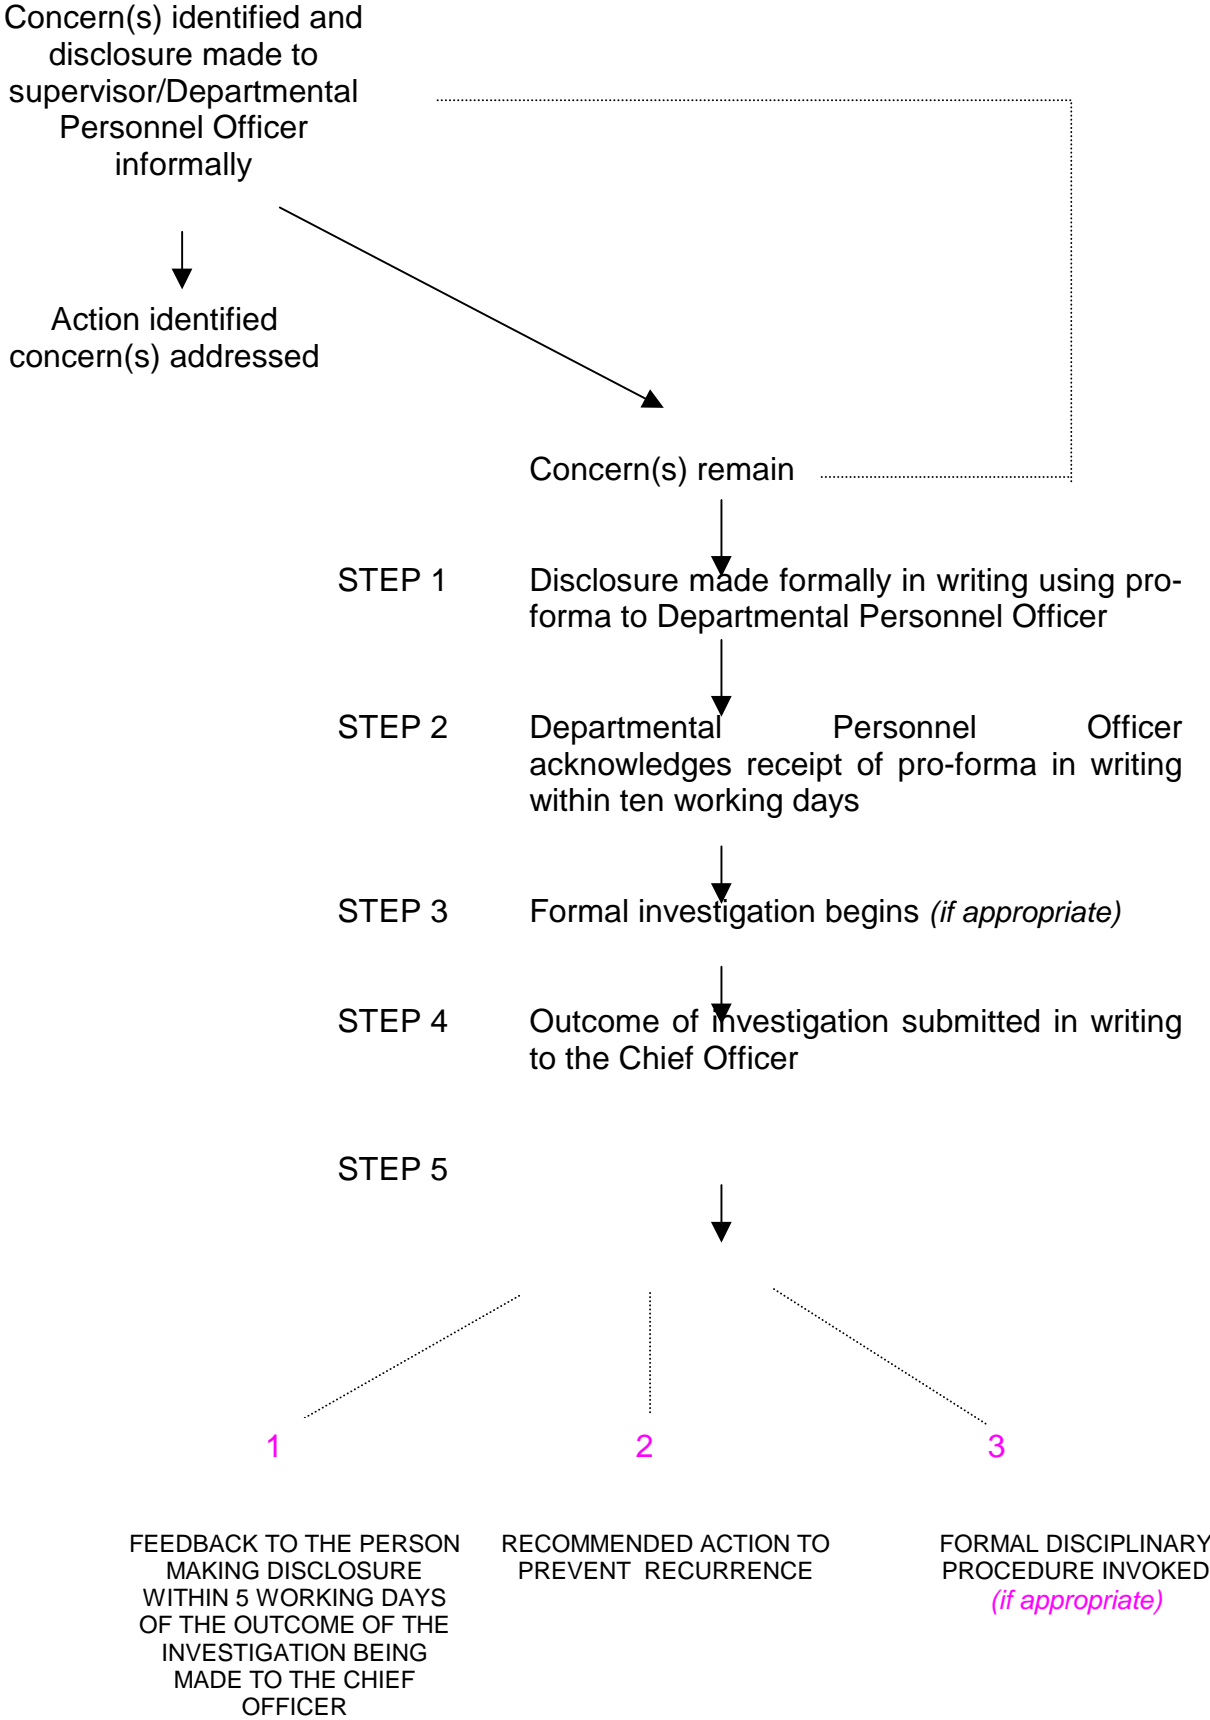 Concern(s) identified and
disclosure made to
supervisor/Departmental
Personnel Officer
informally
Action identified
concern(s) addressed
Concern(s) remain
STEP 1 Disclosure made formally in writing using pro-
forma to Departmental Personnel Officer
STEP 2 Departmental Personnel Officer
acknowledges receipt of pro-forma in writing
within ten working days
STEP 3 Formal investigation begins (if appropriate)
STEP 4 Outcome of investigation submitted in writing
to the Chief Officer
STEP 5
1
2
3
FEEDBACK TO THE PERSON
MAKING DISCLOSURE
WITHIN 5 WORKING DAYS
OF THE OUTCOME OF THE
INVESTIGATION BEING
MADE TO THE CHIEF
OFFICER
RECOMMENDED ACTION TO
PREVENT RECURRENCE
FORMAL DISCIPLINARY
PROCEDURE INVOKED
(if appropriate)